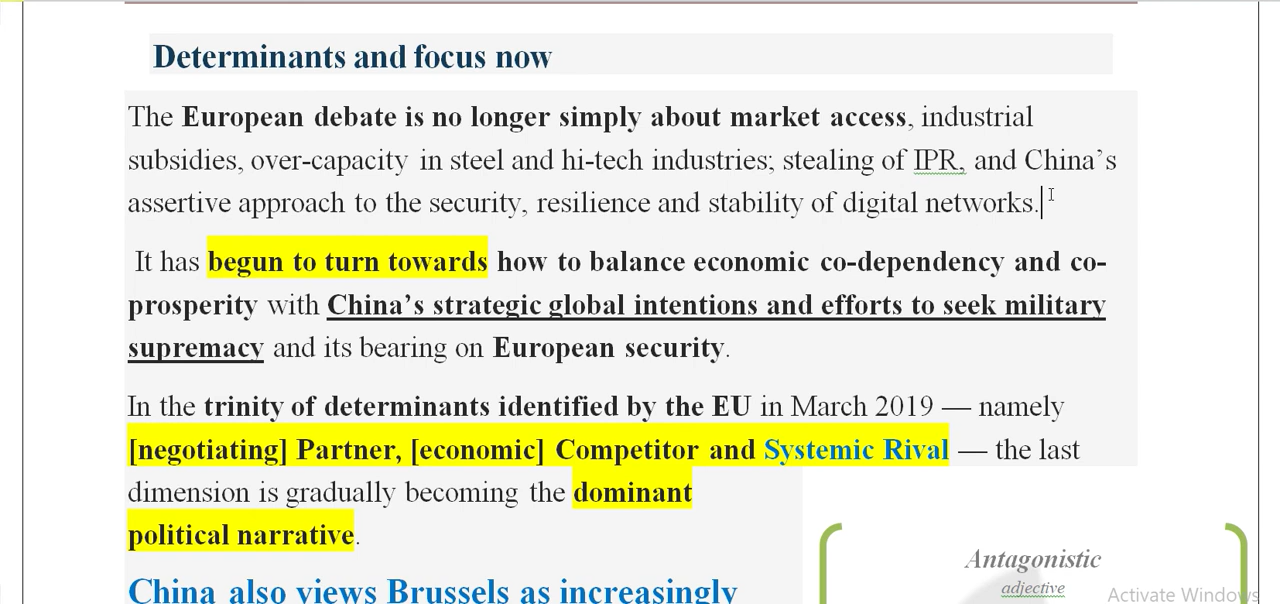 Determinants and focus now
The European debate is no longer simply about market access, industrial
subsidies, over-capacity in steel and hi-tech industries; stealing of IPR, and China’s
assertive approach to the security, resilience and stability of digital networks.
It has begun to turn towards how to balance economic co-dependency and co-
prosperity with China’s strategic global intentions and efforts to seek military
supremacy and its bearing on European security.
In the trinity of determinants identified by the EU in March 2019 — namely
[negotiating] Partner, [economic] Competitor and Systemic Rival — the last
dimension is gradually becoming the dominant
political narrative.
China also views Brussels as increasingly
Antagonistic
adjective
Activate Windows